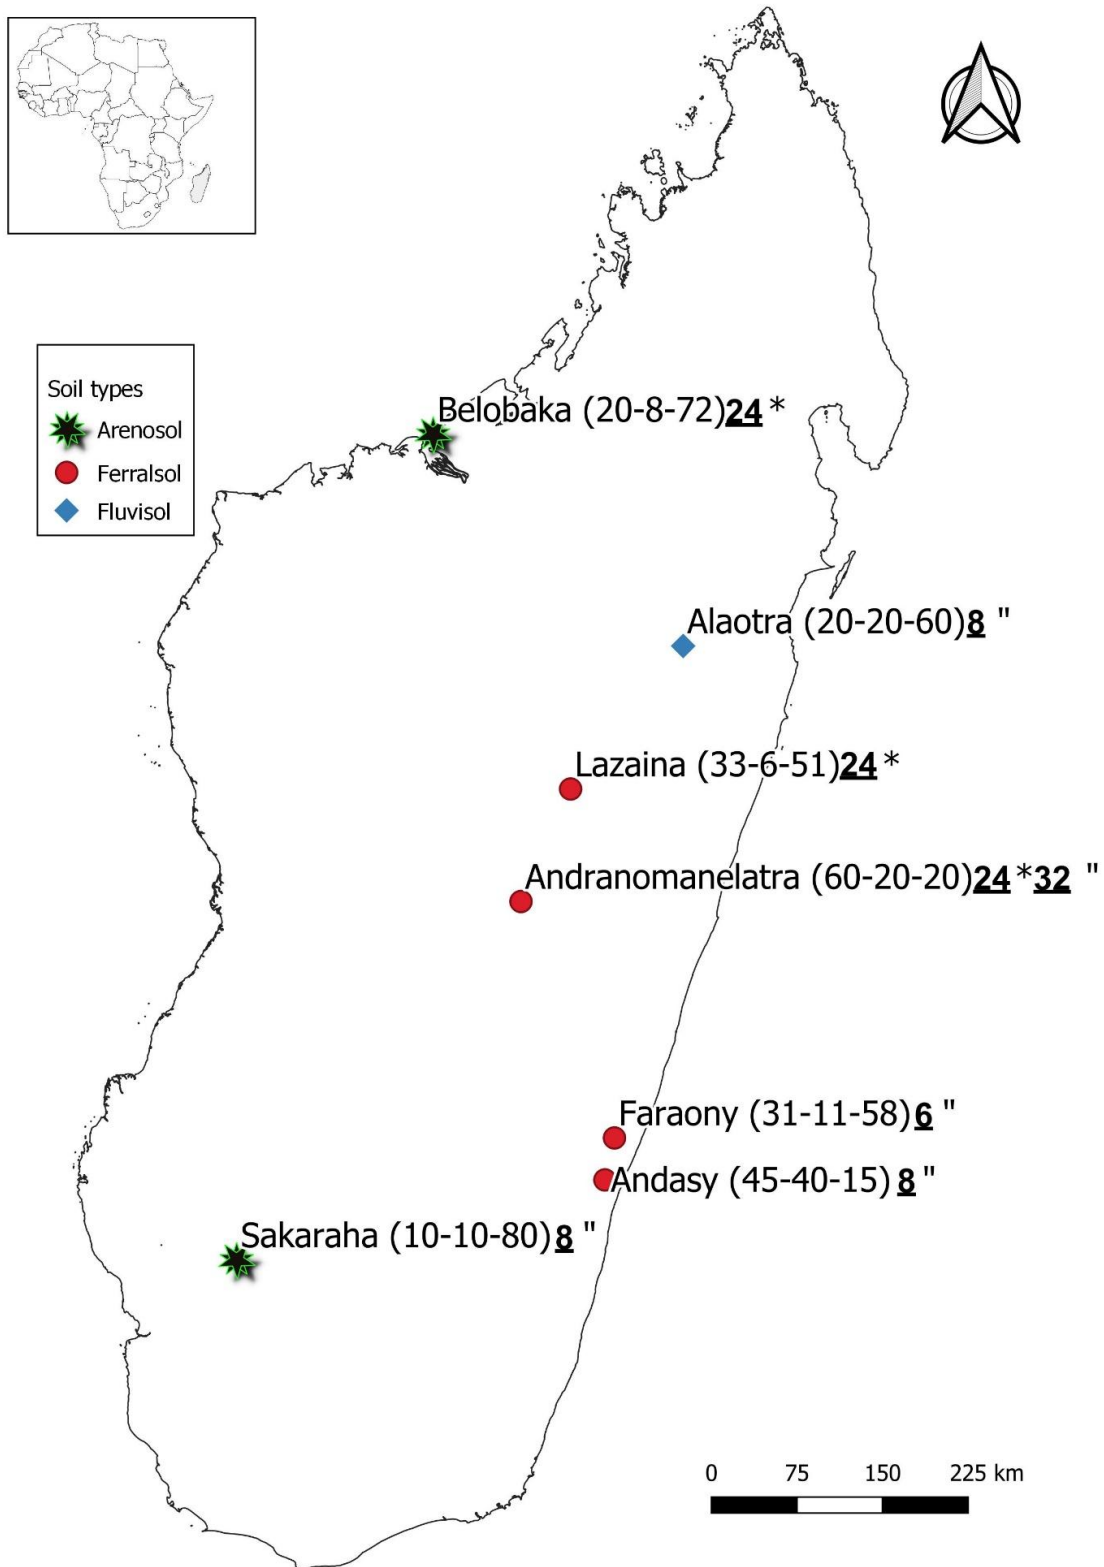 Soil types
Arenosol
Ferralsol
Fluvisol
Belobaka (20-8-72)24 *
Alaotra (20-20-60)8 "
Lazaina (33-6-51)24 *
Andranomanelatra (60-20-20)24 *32 "
Faraony (31-11-58)6 "
Andasy (45-40-15) 8 "
Sakaraha (10-10-80)8 "
0 75 150 225 km